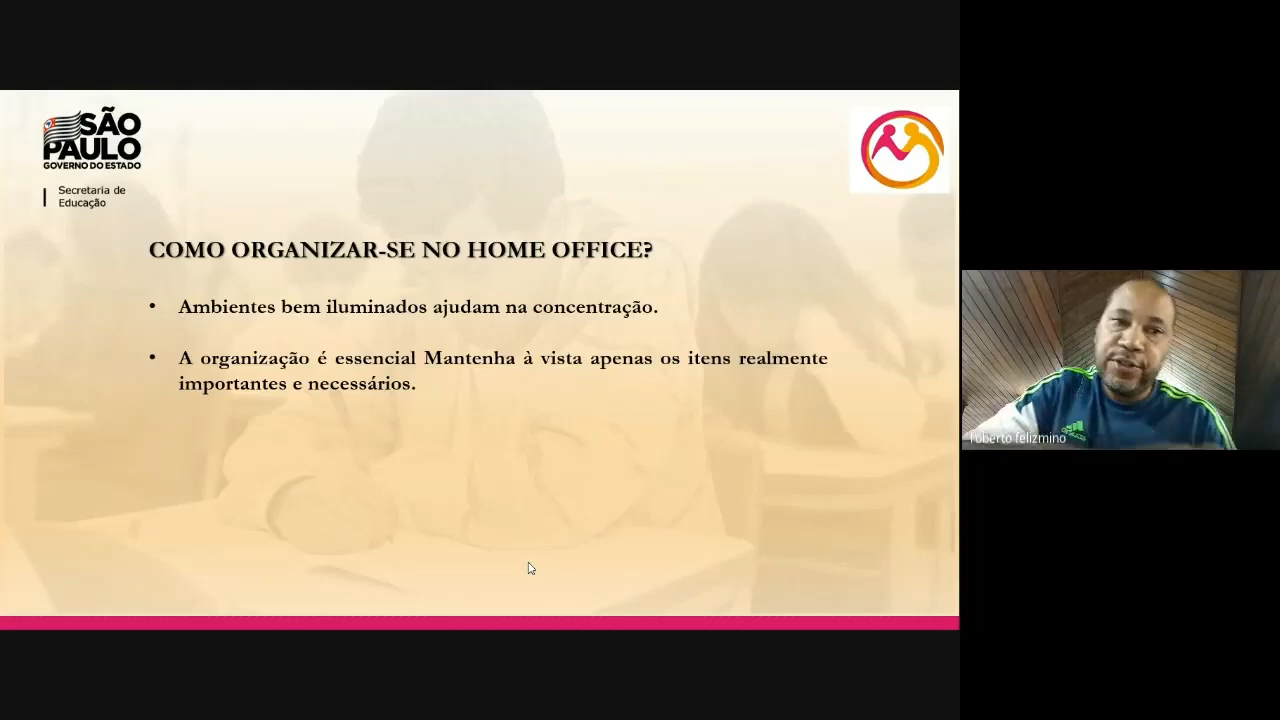 SÃO
PAULO
GOVERNO DO ESTADO
Secretaria de
Educação
COMO ORGANIZAR-SE NO HOME OFFICE?
• Ambientes bem iluminados ajudam na concentração.
• A organização é essencial Mantenha à vista apenas os itens realmente
importantes e necessários.
roberto felizmino